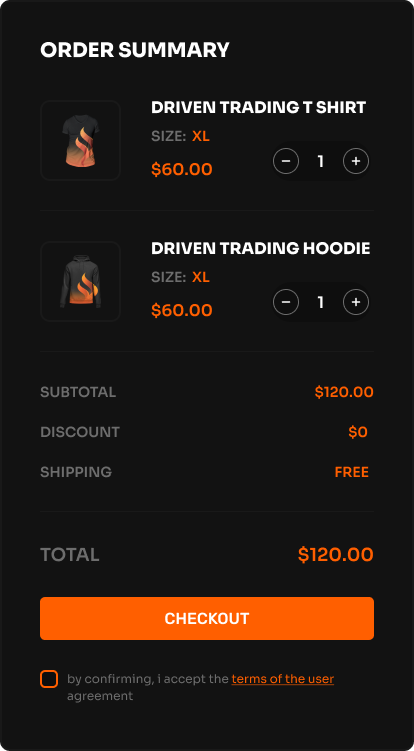 ORDER SUMMARY
DRIVEN TRADING T SHIRT
SIZE: XL
$60.00
− 1 +
DRIVEN TRADING HOODIE
SIZE: XL
$60.00
− 1 +
SUBTOTAL $120.00
DISCOUNT $0
SHIPPING FREE
TOTAL $120.00
CHECKOUT
by confirming, i accept the terms of the user
agreement